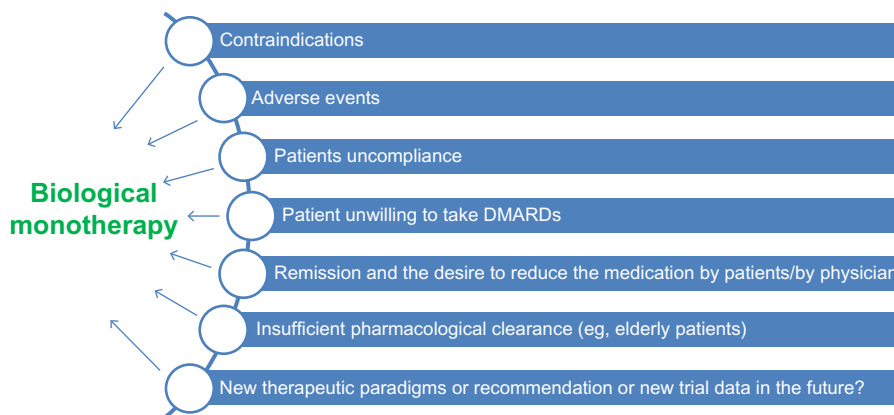 Contraindications
Adverse events
Patients uncompliance
Biological
monotherapy
Patient unwilling to take DMARDs
Remission and the desire to reduce the medication by patients/by physician
Insufficient pharmacological clearance (eg, elderly patients)
New therapeutic paradigms or recommendation or new trial data in the future?